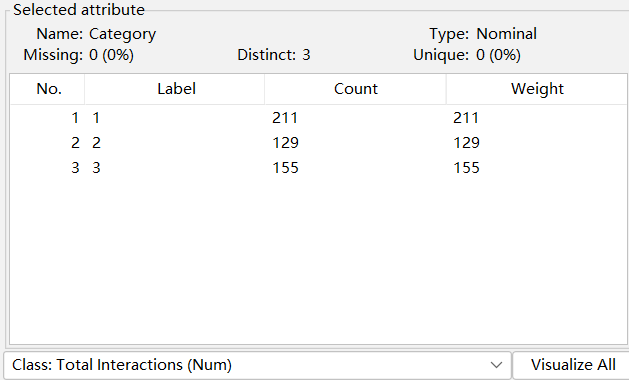 Selected attribute
Name: Category Type: Nominal
Missing: 0 (0%) Distinct: 3 Unique: 0 (0%)
No. Label Count Weight
1 1 211 211
2 2 129 129
3 3 155 155
Class: Total Interactions (Num) Visualize All